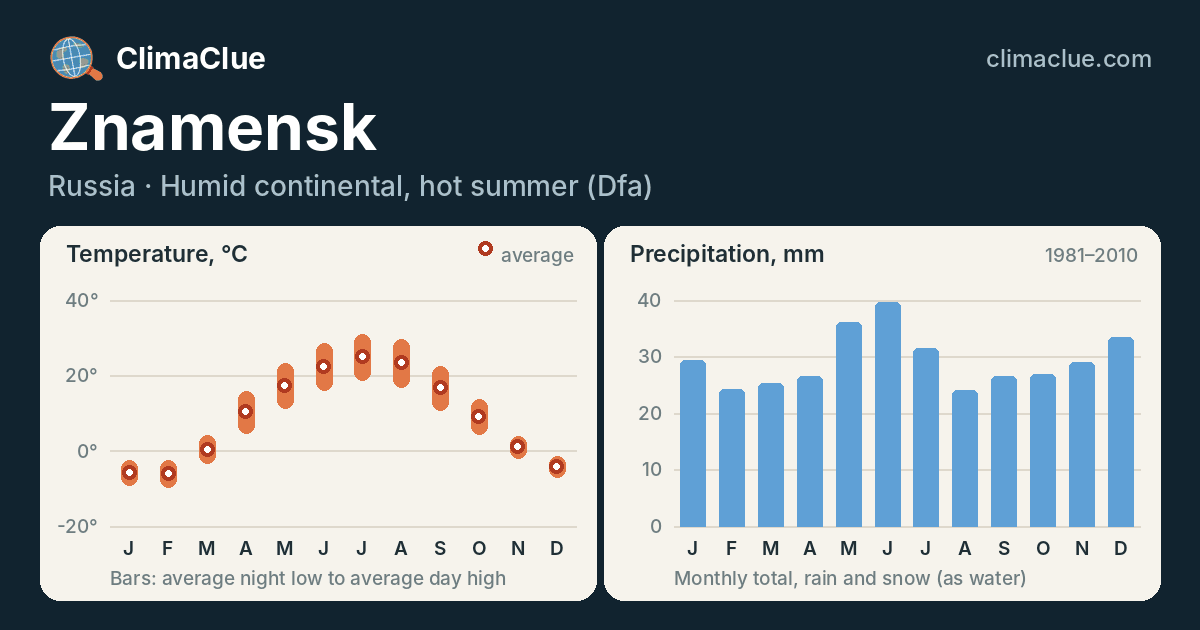 ClimaClue
climaclue.com
Znamensk
Russia · Humid continental, hot summer (Dfa)
Temperature, °C
average
40°
20°
0°
-20°
J F M A M J J A S O N D
Bars: average night low to average day high
Precipitation, mm
1981–2010
40
30
20
10
0
J F M A M J J A S O N D
Monthly total, rain and snow (as water)